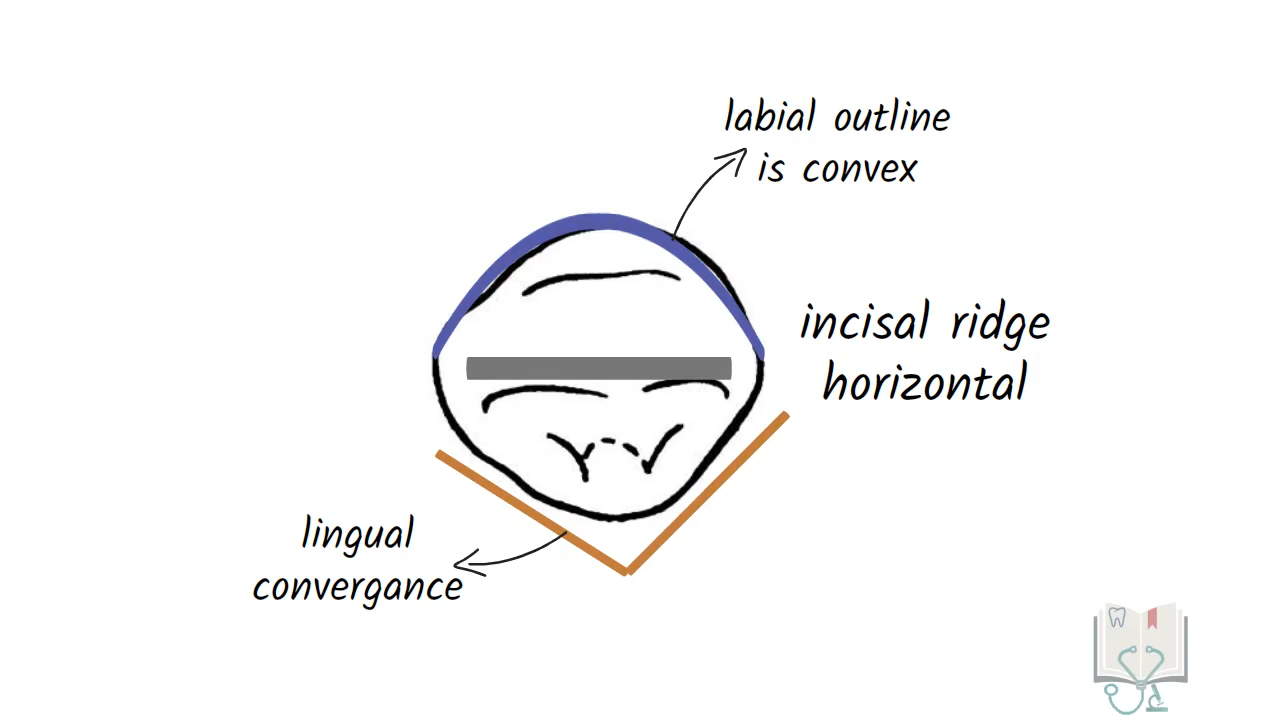 labial outline
is convex
incisal ridge
horizontal
lingual
convergance